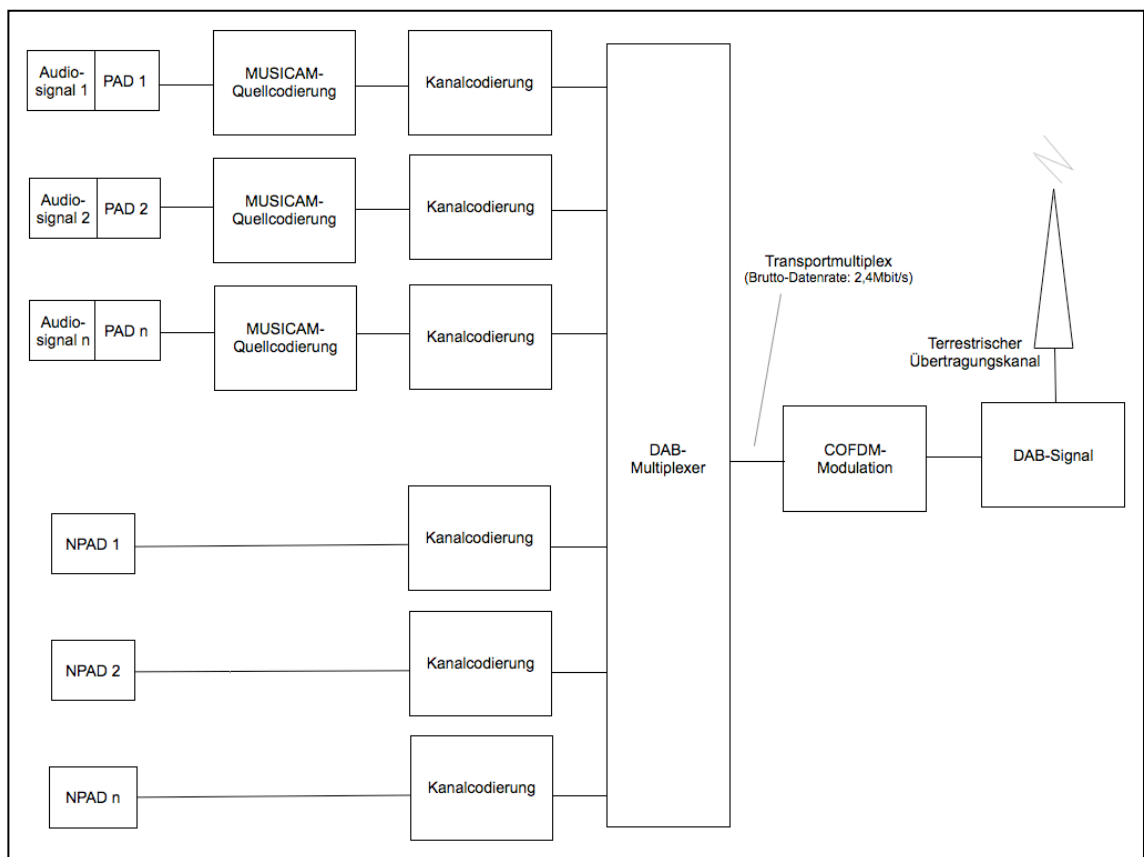 Audio-
signal 1
PAD 1
MUSICAM-
Quellcodierung
Kanalcodierung
Audio-
signal 2
PAD 2
MUSICAM-
Quellcodierung
Kanalcodierung
Audio-
signal n
PAD n
MUSICAM-
Quellcodierung
Kanalcodierung
NPAD 1
Kanalcodierung
NPAD 2
Kanalcodierung
NPAD n
Kanalcodierung
DAB-
Multiplexer
Transportmultiplex
(Brutto-Datenrate: 2,4Mbit/s)
COFDM-
Modulation
Terrestrischer
Übertragungskanal
DAB-Signal